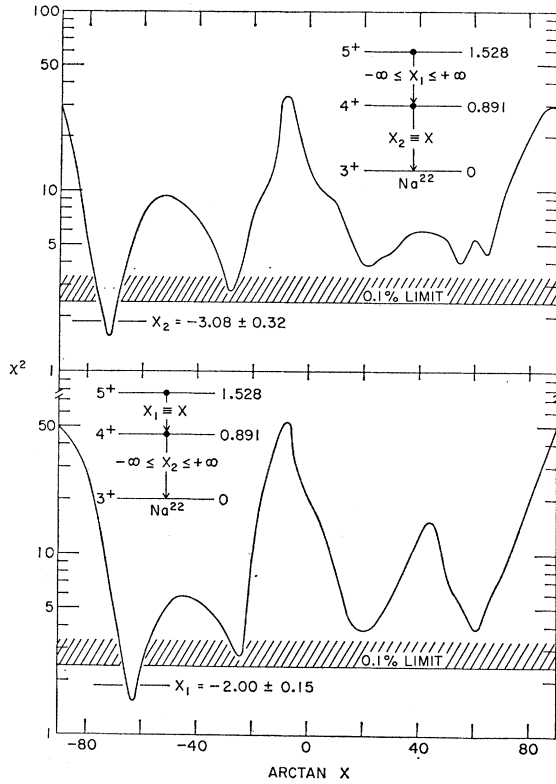 100
50
10
5
1
5+ 1.528
-∞ ≤ X₁ ≤ +∞
4+ 0.891
X₂ ≡ X
3+ 0
Na²²
0.1% LIMIT
X₂ = -3.08 ± 0.32
χ²
50
10
5
1
5+ 1.528
X₁ ≡ X
4+ 0.891
-∞ ≤ X₂ ≤ +∞
3+ 0
Na²²
0.1% LIMIT
X₁ = -2.00 ± 0.15
-80 -40 0 40 80
ARCTAN X